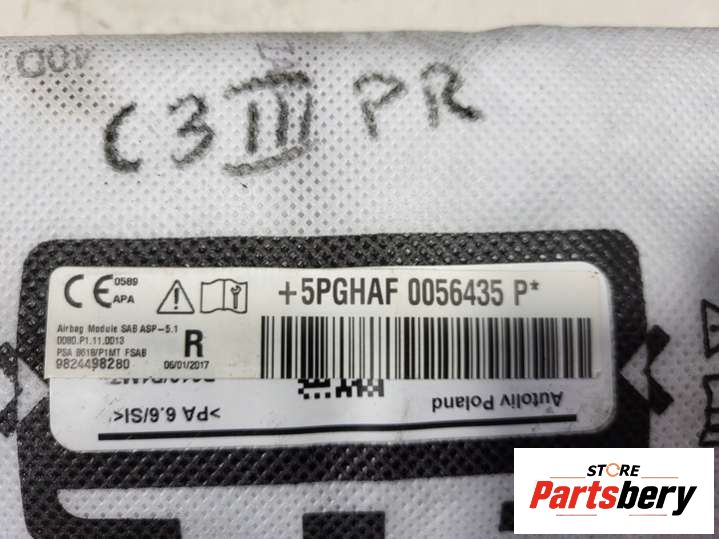 C3 III PR
CE 0589
APA
+5PGHAF 0056435 P*
Airbag Module SAB ASP-5.1
0080.P1.11.0013
PSA B618/P1MT FSAB
9824498280
R
06/01/2017
>PA 6.6/SI<
Autoliv Poland
STORE
Partsbery